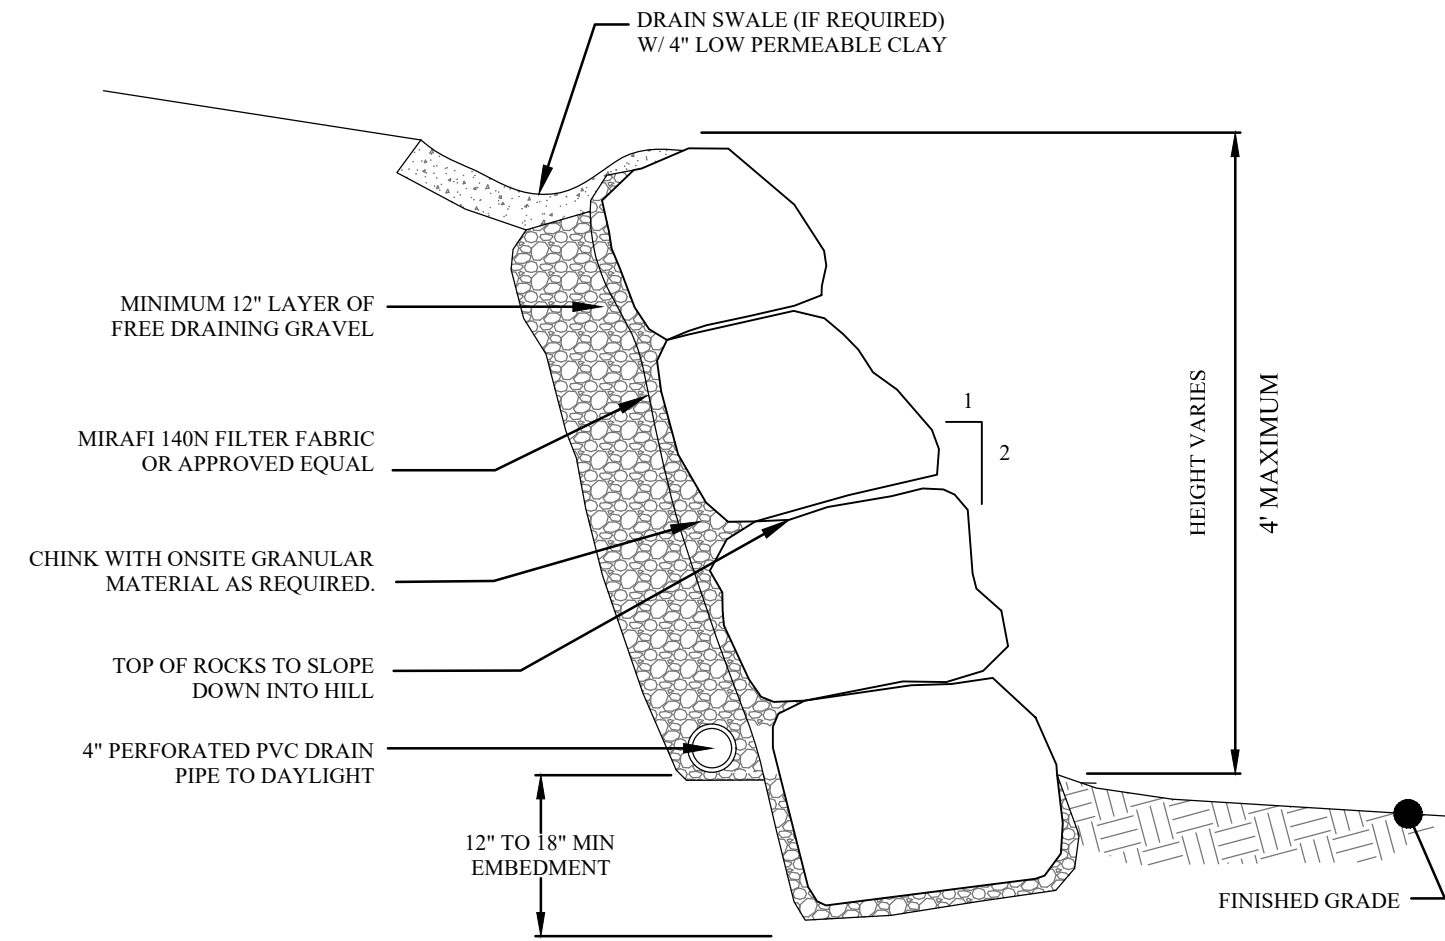 DRAIN SWALE (IF REQUIRED)
W/ 4" LOW PERMEABLE CLAY
MINIMUM 12" LAYER OF
FREE DRAINING GRAVEL
MIRAFI 140N FILTER FABRIC
OR APPROVED EQUAL
CHINK WITH ONSITE GRANULAR
MATERIAL AS REQUIRED.
TOP OF ROCKS TO SLOPE
DOWN INTO HILL
4" PERFORATED PVC DRAIN
PIPE TO DAYLIGHT
12" TO 18" MIN
EMBEDMENT
1
2
HEIGHT VARIES
4' MAXIMUM
FINISHED GRADE